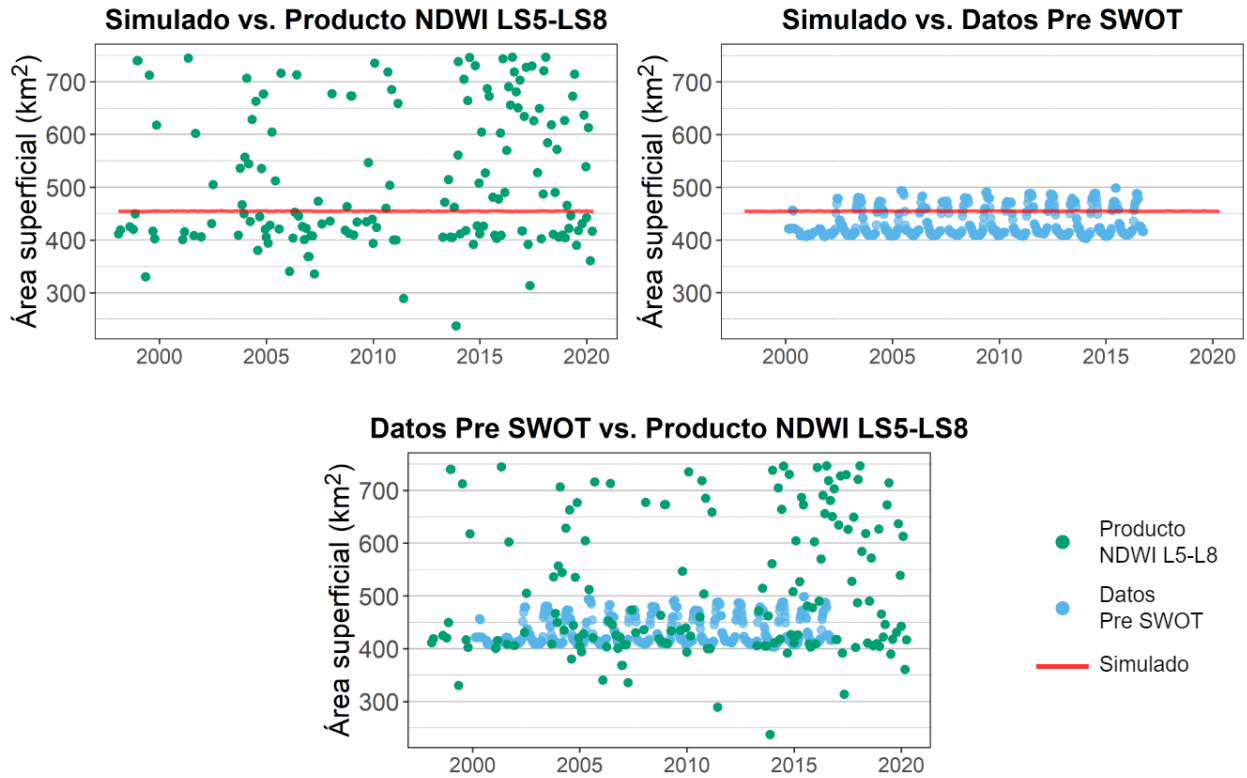 Simulado vs. Producto NDWI LS5-LS8
Área superficial (km²)
700
600
500
400
300
2000
2005
2010
2015
2020
Simulado vs. Datos Pre SWOT
Área superficial (km²)
700
600
500
400
300
2000
2005
2010
2015
2020
Datos Pre SWOT vs. Producto NDWI LS5-LS8
Área superficial (km²)
700
600
500
400
300
2000
2005
2010
2015
2020
Producto
NDWI L5-L8
Datos
Pre SWOT
Simulado